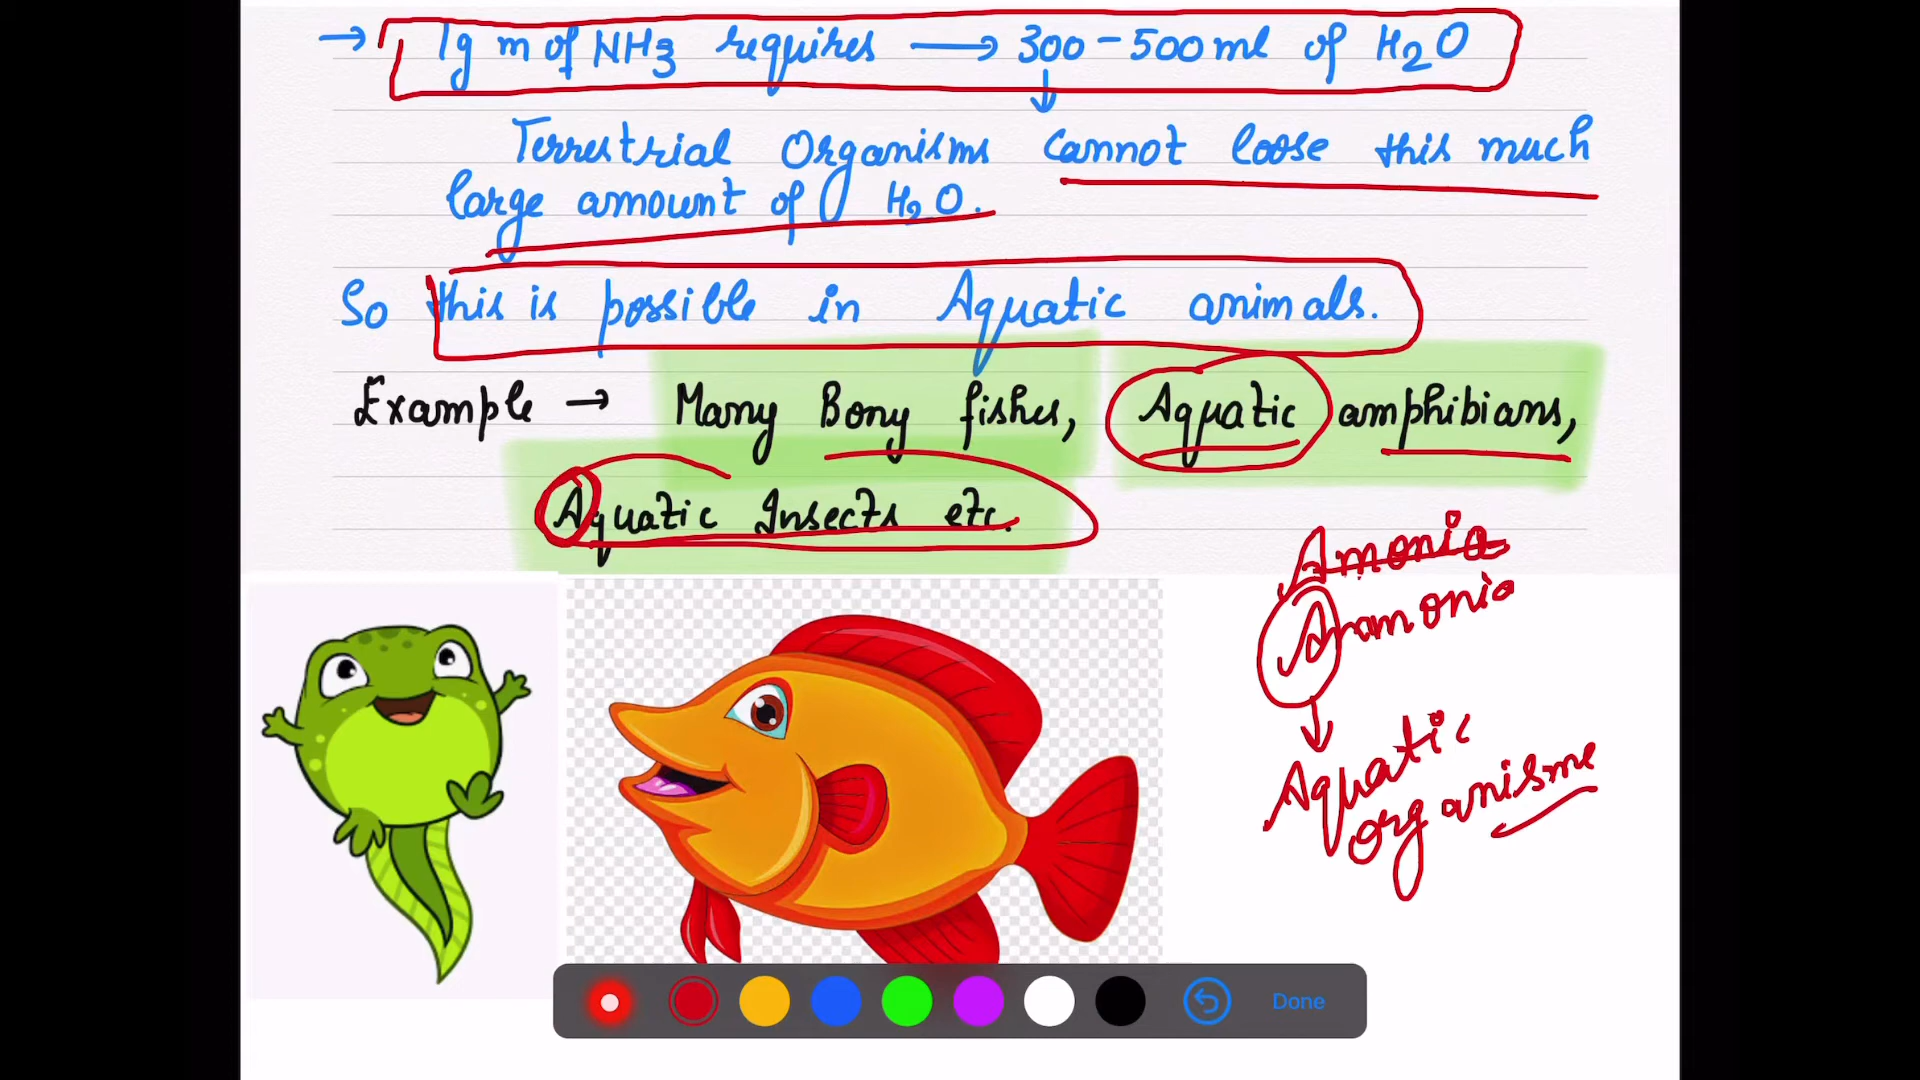 → 1g m of NH3 requires → 300-500ml of H2O
↓
Terrestrial Organisms cannot loose this much
large amount of H2O.
So this is possible in Aquatic animals.
Example → Many Bony fishes, Aquatic amphibians,
Aquatic Insects etc.
Amonia
Ammonia
↓
Aquatic
organisms
Done